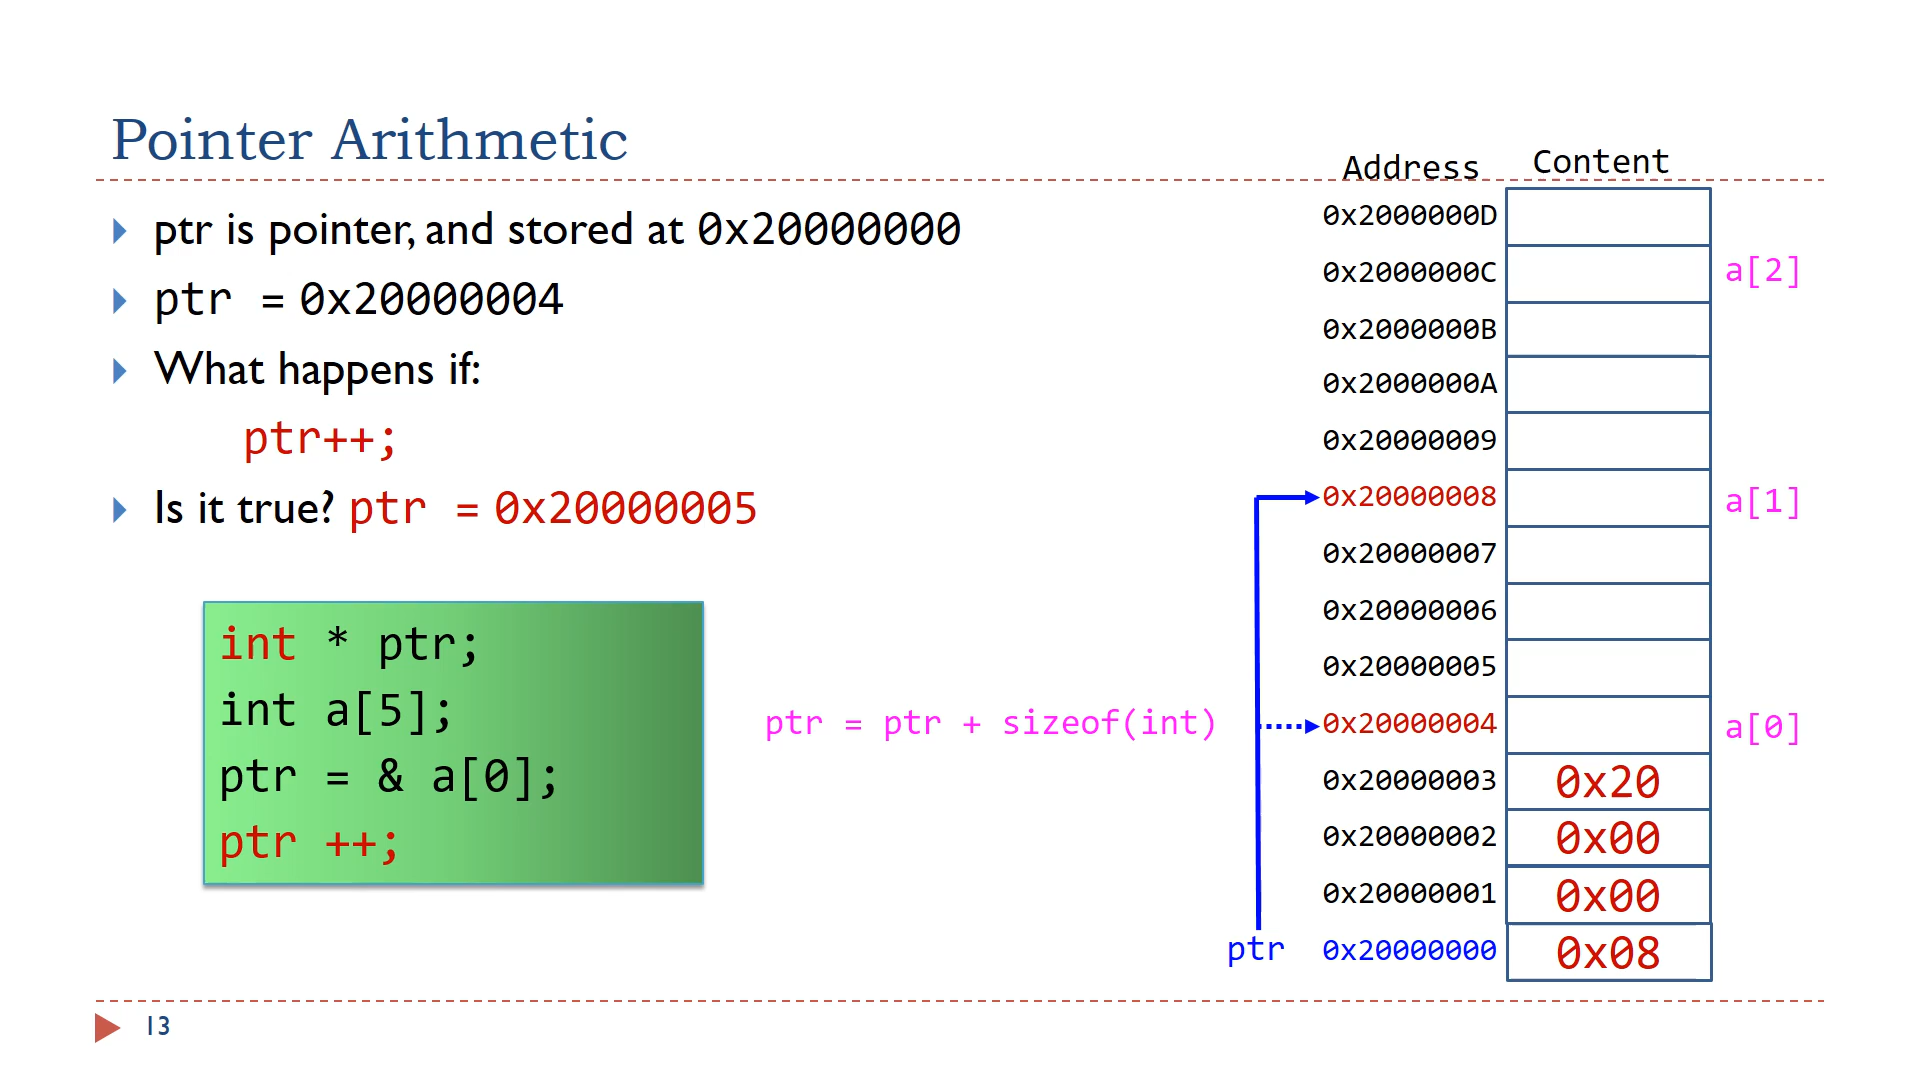 Pointer Arithmetic
ptr is pointer, and stored at 0x20000000
ptr = 0x20000004
What happens if:
ptr++;
Is it true? ptr = 0x20000005
int * ptr;
int a[5];
ptr = & a[0];
ptr ++;
ptr = ptr + sizeof(int)
Address Content
0x2000000D
0x2000000C a[2]
0x2000000B
0x2000000A
0x20000009
0x20000008 a[1]
0x20000007
0x20000006
0x20000005
0x20000004 a[0]
0x20000003 0x20
0x20000002 0x00
0x20000001 0x00
ptr 0x20000000 0x08
13